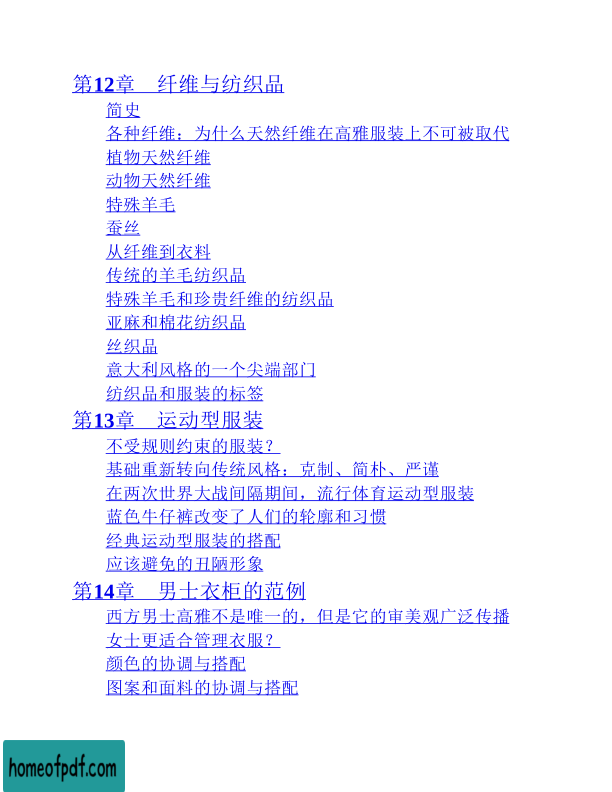 第12章　纤维与纺织品
简史
各种纤维：为什么天然纤维在高雅服装上不可被取代
植物天然纤维
动物天然纤维
特殊羊毛
蚕丝
从纤维到衣料
传统的羊毛纺织品
特殊羊毛和珍贵纤维的纺织品
亚麻和棉花纺织品
丝织品
意大利风格的一个尖端部门
纺织品和服装的标签
第13章　运动型服装
不受规则约束的服装？
基础重新转向传统风格：克制、简朴、严谨
在两次世界大战间隔期间，流行体育运动型服装
蓝色牛仔裤改变了人们的轮廓和习惯
经典运动型服装的搭配
应该避免的丑陋形象
第14章　男士衣柜的范例
西方男士高雅不是唯一的，但是它的审美观广泛传播
女士更适合管理衣服？
颜色的协调与搭配
图案和面料的协调与搭配
homeofpdf.com